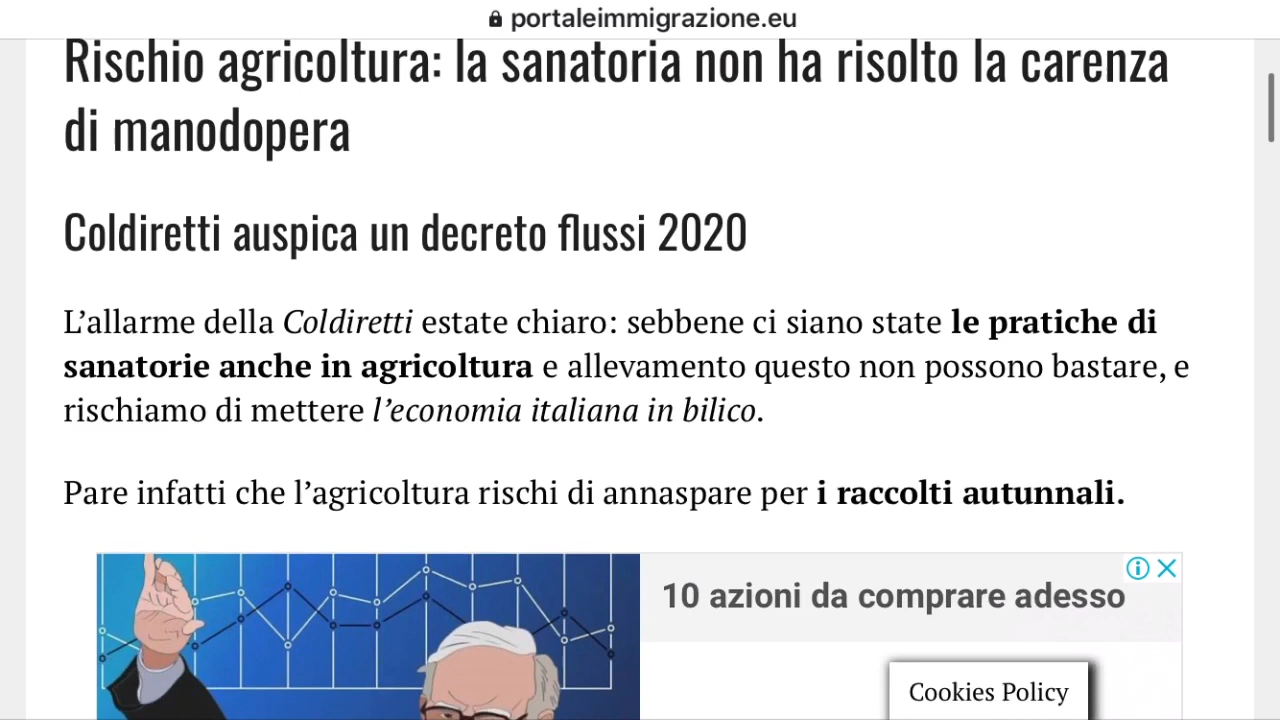 portaleimmigrazione.eu
Rischio agricoltura: la sanatoria non ha risolto la carenza
di manodopera
Coldiretti auspica un decreto flussi 2020
L’allarme della Coldiretti estate chiaro: sebbene ci siano state le pratiche di
sanatorie anche in agricoltura e allevamento questo non possono bastare, e
rischiamo di mettere l’economia italiana in bilico.
Pare infatti che l’agricoltura rischi di annaspare per i raccolti autunnali.
10 azioni da comprare adesso
Cookies Policy